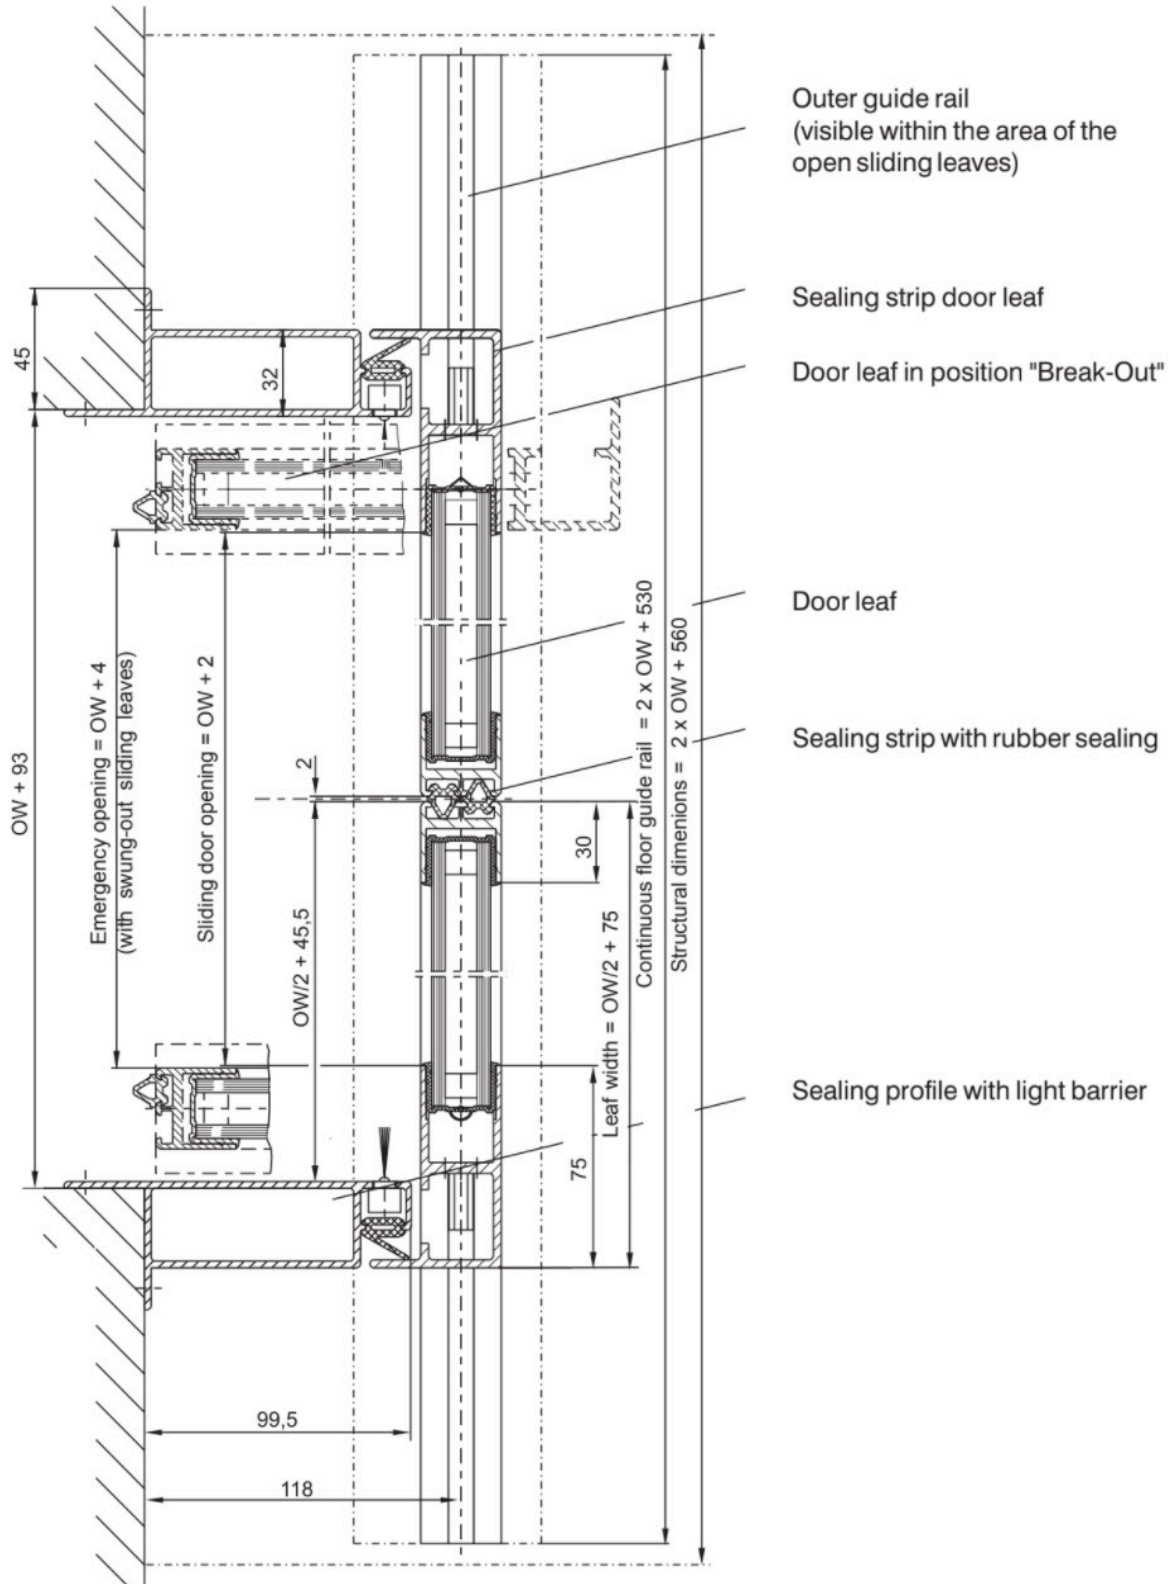 Outer guide rail
(visible within the area of the
open sliding leaves)
Sealing strip door leaf
Door leaf in position "Break-Out"
Door leaf
Sealing strip with rubber sealing
Sealing profile with light barrier
45
32
OW + 93
Emergency opening = OW + 4
(with swung-out sliding leaves)
Sliding door opening = OW + 2
2
OW/2 + 45,5
30
Leaf width = OW/2 + 75
75
Continuous floor guide rail = 2 x OW + 530
Structural dimenions = 2 x OW + 560
99,5
118